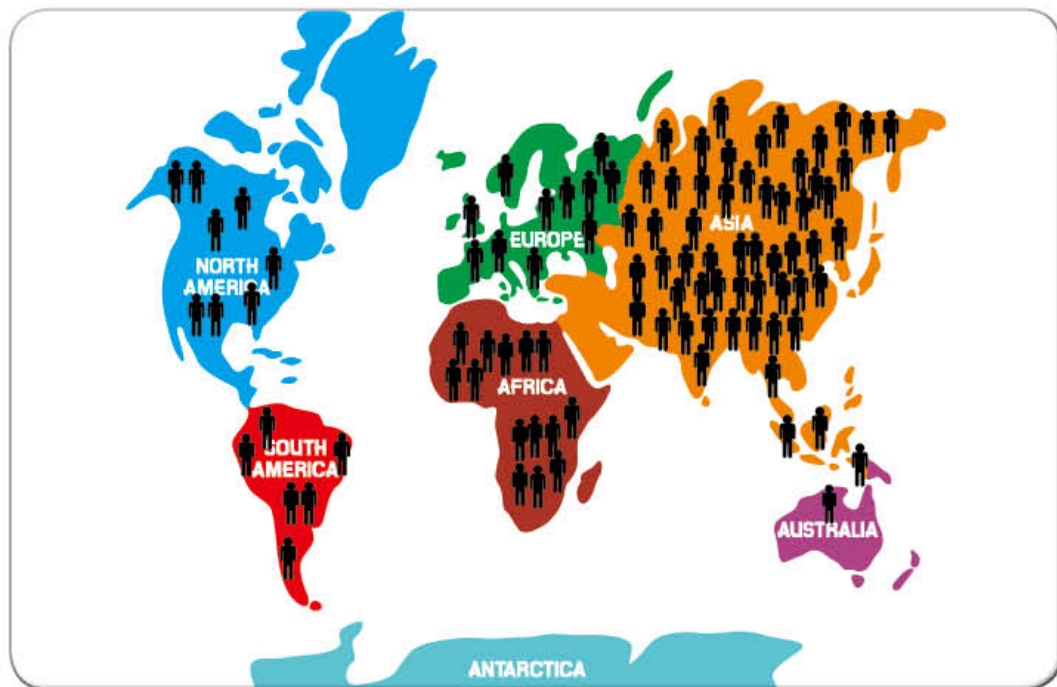 NORTH
AMERICA
EUROPE
ASIA
AFRICA
SOUTH
AMERICA
AUSTRALIA
ANTARCTICA